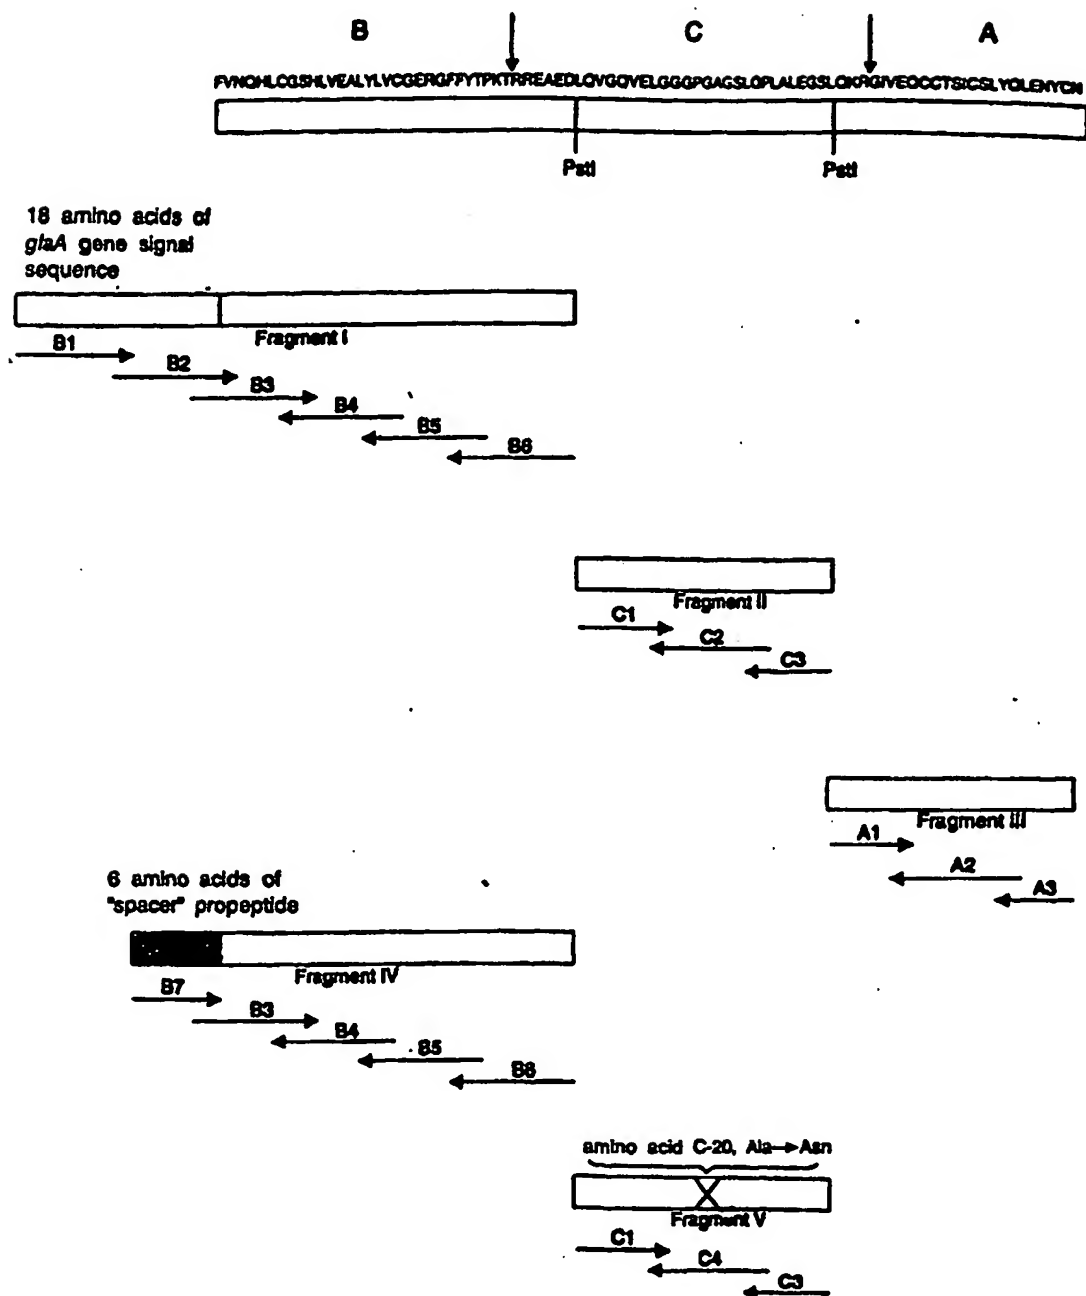 B C A
FVNQHLCGSHLVEALYLVCGERGFFYTPKTRREAEDLQVGQVELGGGPGAGSLQPLALEGSLQKRGIVEQCCTSICSLYQLENYCN
PstI PstI
18 amino acids of
glaA gene signal
sequence
Fragment I
B1
B2
B3
B4
B5
B6
Fragment II
C1
C2
C3
Fragment III
A1
A2
A3
6 amino acids of
"spacer" propeptide
Fragment IV
B7
B3
B4
B5
B6
amino acid C-20, Ala→Asn
Fragment V
C1
C4
C3